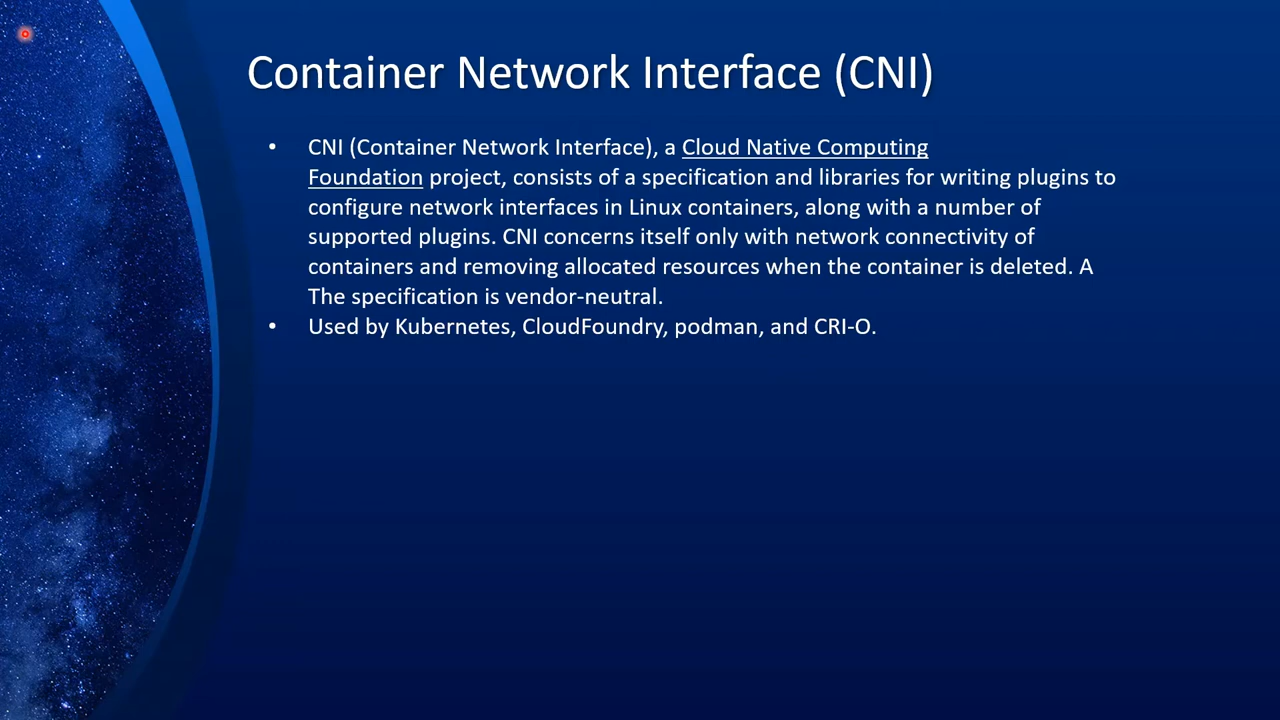 Container Network Interface (CNI)
• CNI (Container Network Interface), a Cloud Native Computing
Foundation project, consists of a specification and libraries for writing plugins to
configure network interfaces in Linux containers, along with a number of
supported plugins. CNI concerns itself only with network connectivity of
containers and removing allocated resources when the container is deleted. A
The specification is vendor-neutral.
• Used by Kubernetes, CloudFoundry, podman, and CRI-O.